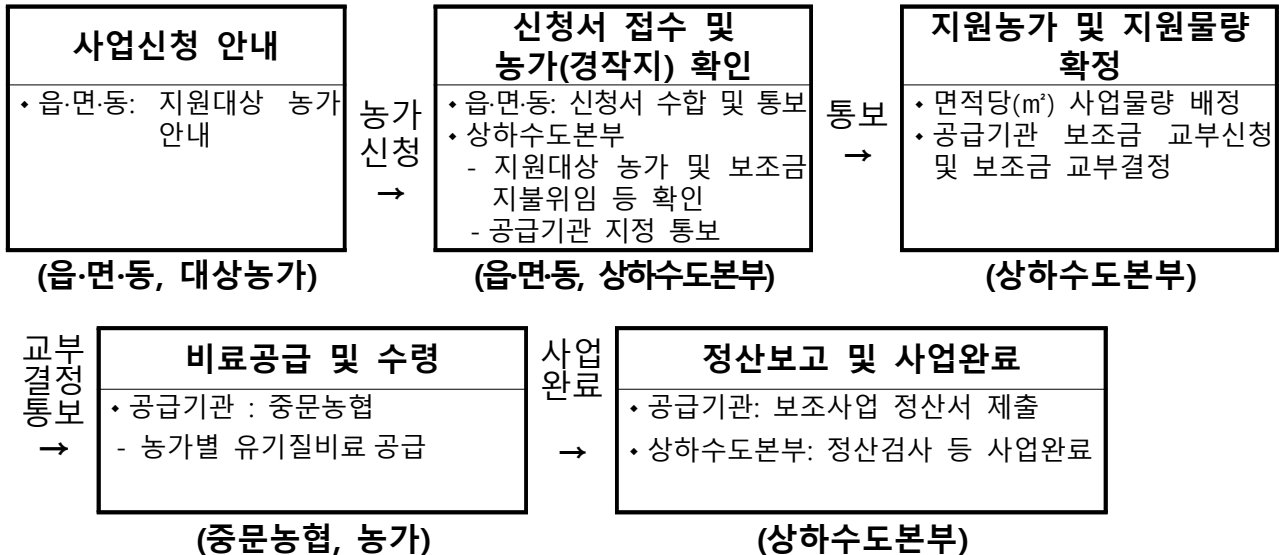 사업신청 안내
◆ 읍·면·동: 지원대상 농가
안내
(읍·면·동, 대상농가)
농가
신청
→
신청서 접수 및
농가(경작지) 확인
◆ 읍·면·동: 신청서 수합 및 통보
◆ 상하수도본부
- 지원대상 농가 및 보조금
지불위임 등 확인
- 공급기관 지정 통보
(읍·면·동, 상하수도본부)
통보
→
지원농가 및 지원물량
확정
◆ 면적당(㎡) 사업물량 배정
◆ 공급기관 보조금 교부신청
및 보조금 교부결정
(상하수도본부)
교부
결정
통보
→
비료공급 및 수령
◆ 공급기관 : 중문농협
- 농가별 유기질비료 공급
(중문농협, 농가)
사업
완료
→
정산보고 및 사업완료
◆ 공급기관: 보조사업 정산서 제출
◆ 상하수도본부: 정산검사 등 사업완료
(상하수도본부)